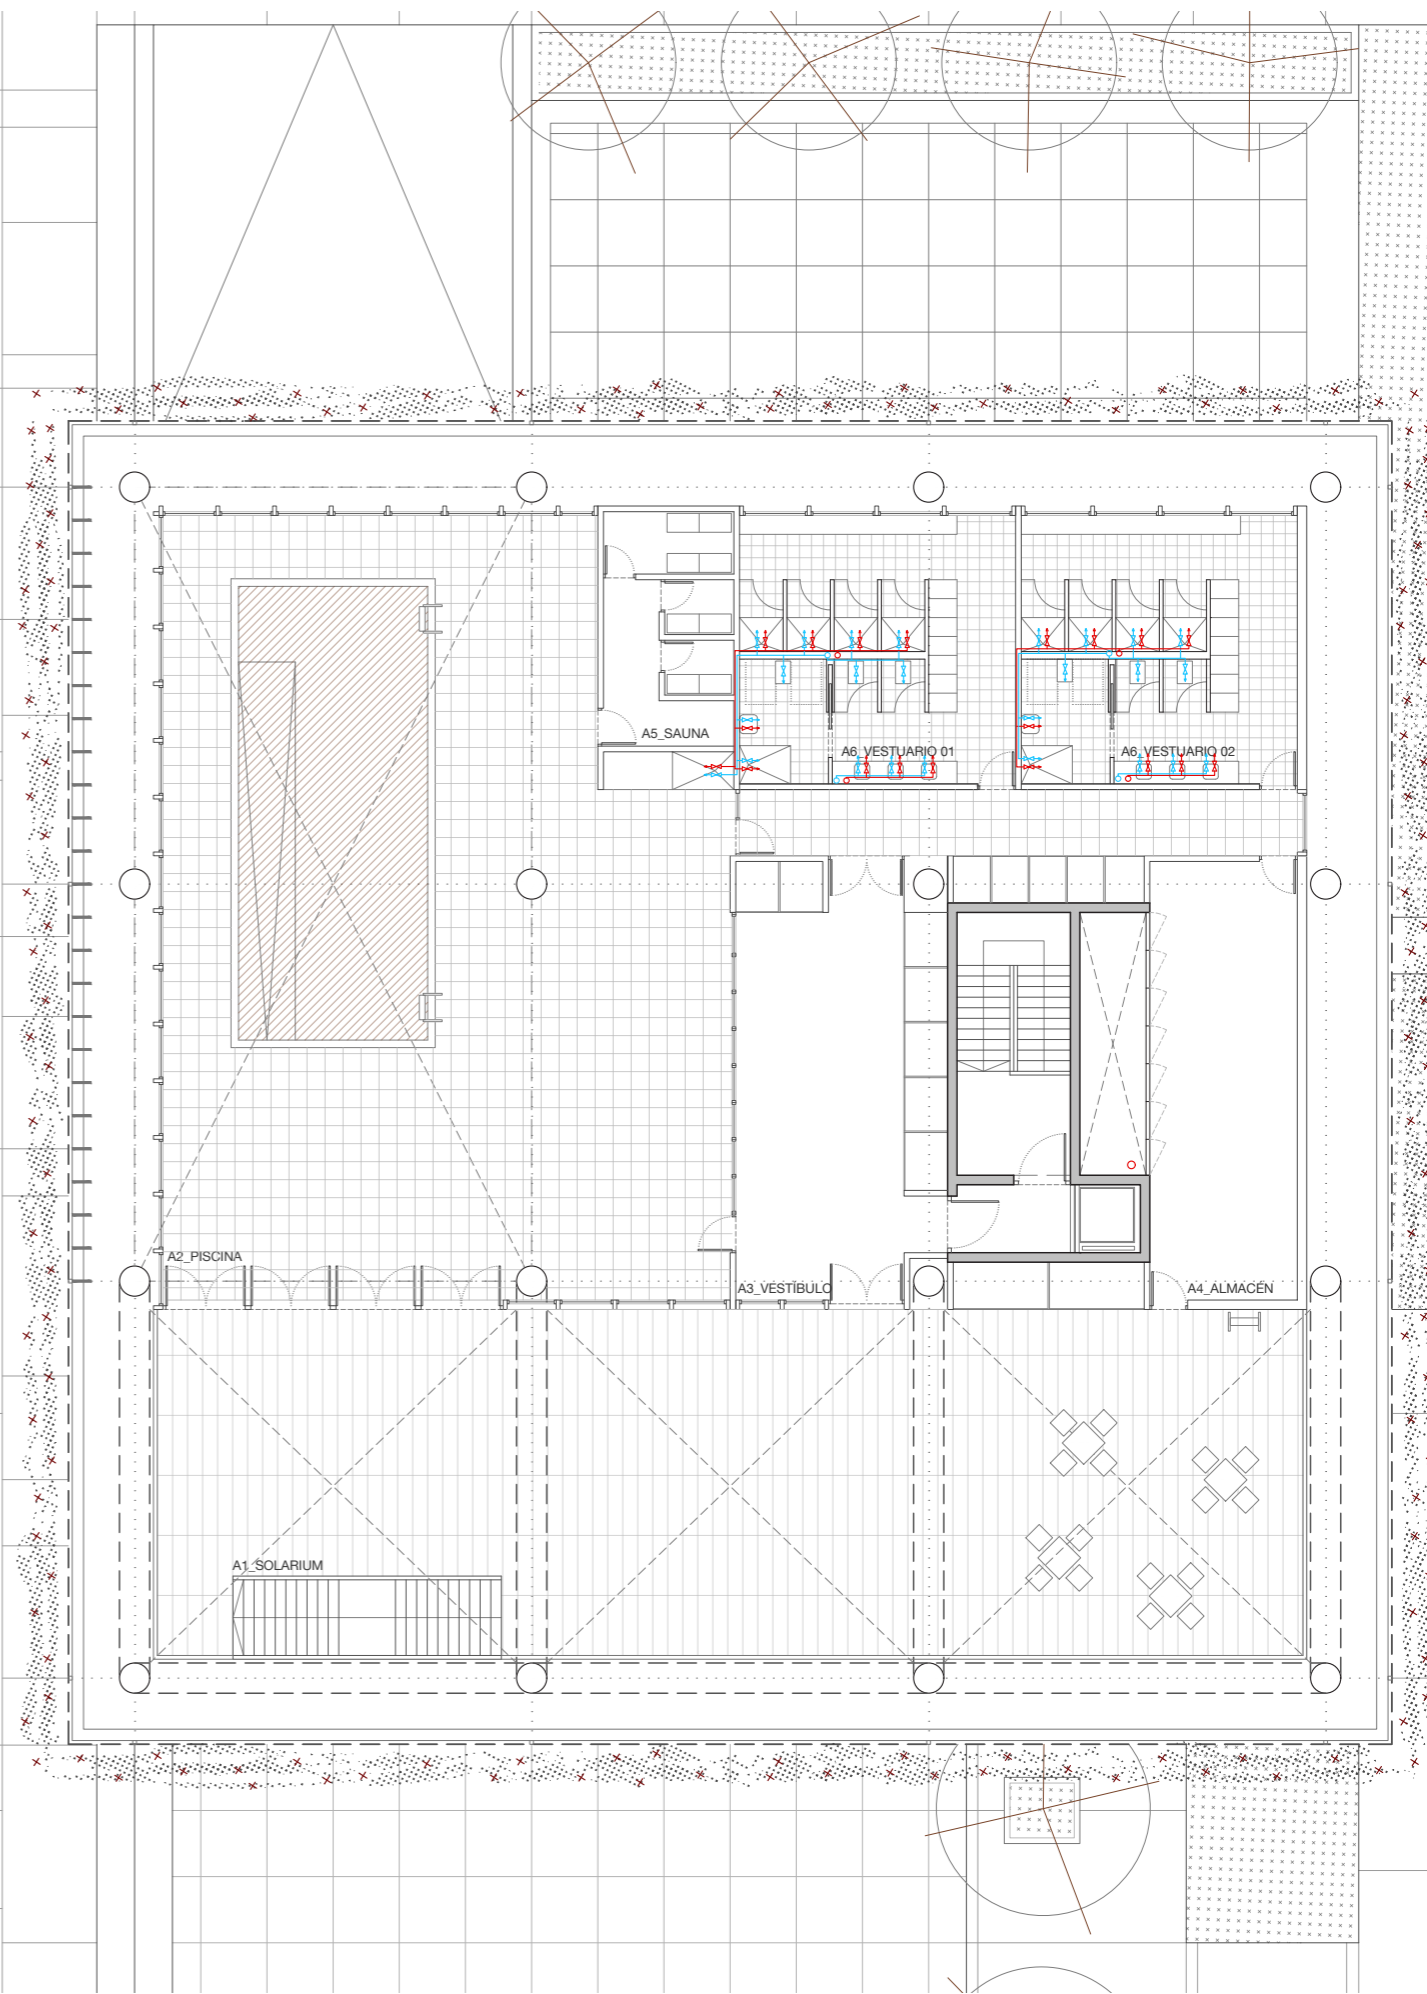 A5_SAUNA
A6_VESTUARIO 01
A6_VESTUARIO 02
A2_PISCINA
A3_VESTÍBULO
A4_ALMACÉN
A1_SOLARIUM